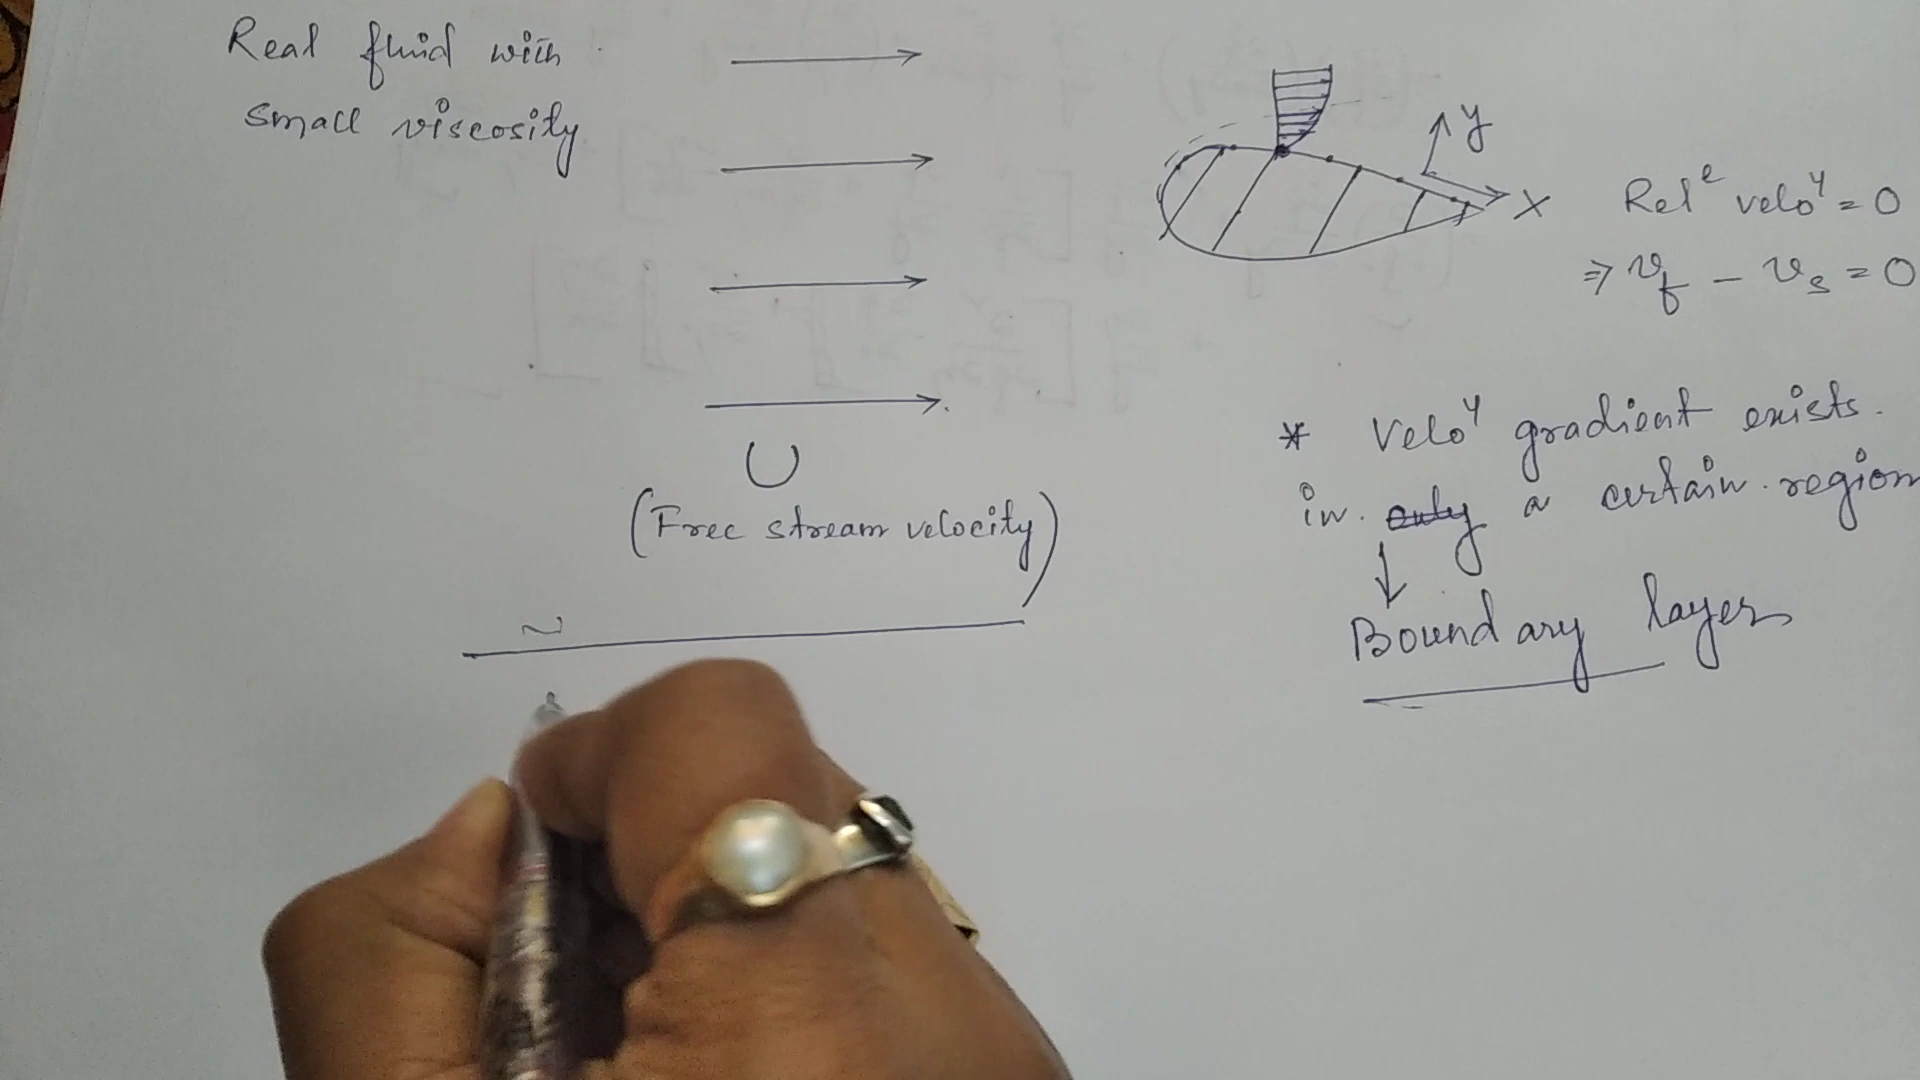 Real fluid with
small viscosity
U
(Free stream velocity)
y
x
Rel^e velo^y = 0
⇒ v_f - v_s = 0
* Velo^y gradient exists
in only a certain region
↓
Boundary layer